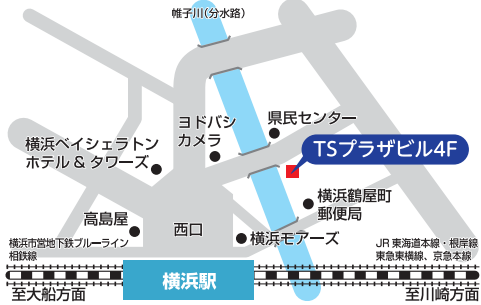 帷子川（分水路）
県民センター
ヨドバシ
カメラ
TSプラザビル4F
横浜ベイシェラトン
ホテル & タワーズ
横浜鶴屋町
郵便局
高島屋
西口
横浜モアーズ
横浜市営地下鉄ブルーライン
相鉄線
JR 東海道本線・根岸線
東急東横線、京急本線
横浜駅
至大船方面
至川崎方面